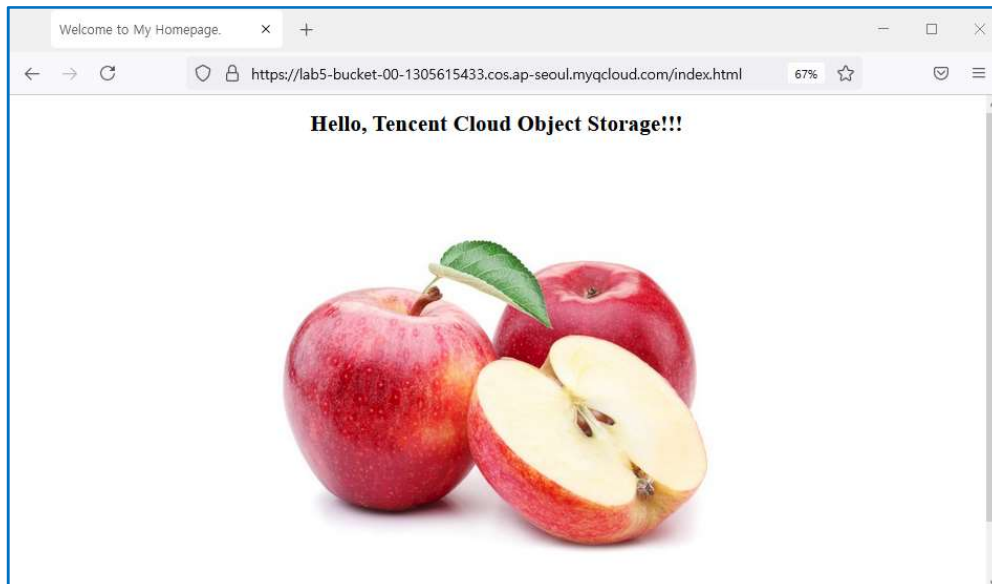 Welcome to My Homepage.
https://lab5-bucket-00-1305615433.cos.ap-seoul.myqcloud.com/index.html
67%
Hello, Tencent Cloud Object Storage!!!